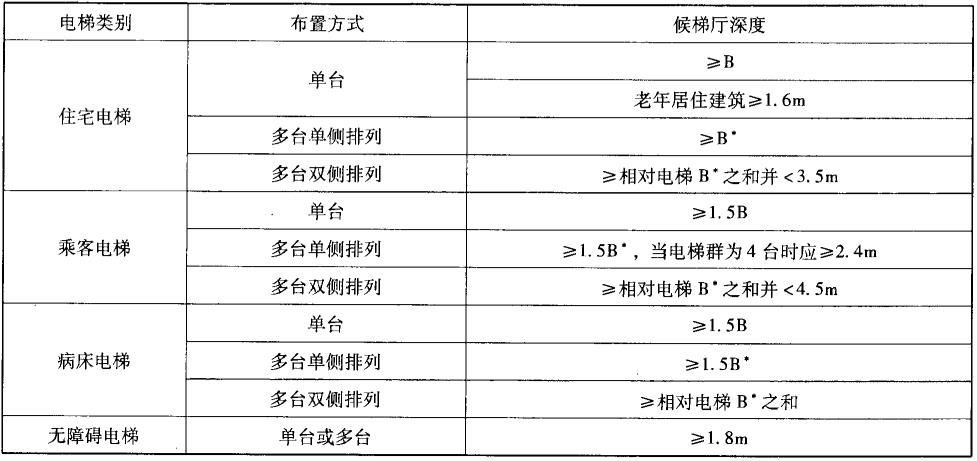 电梯类别 布置方式 候梯厅深度
住宅电梯 单台 ≥B
老年居住建筑≥1.6m
多台单侧排列 ≥B*
多台双侧排列 ≥相对电梯 B*之和并<3.5m
乘客电梯 单台 ≥1.5B
多台单侧排列 ≥1.5B*，当电梯群为4台时应≥2.4m
多台双侧排列 ≥相对电梯 B*之和并<4.5m
病床电梯 单台 ≥1.5B
多台单侧排列 ≥1.5B*
多台双侧排列 ≥相对电梯 B*之和
无障碍电梯 单台或多台 ≥1.8m